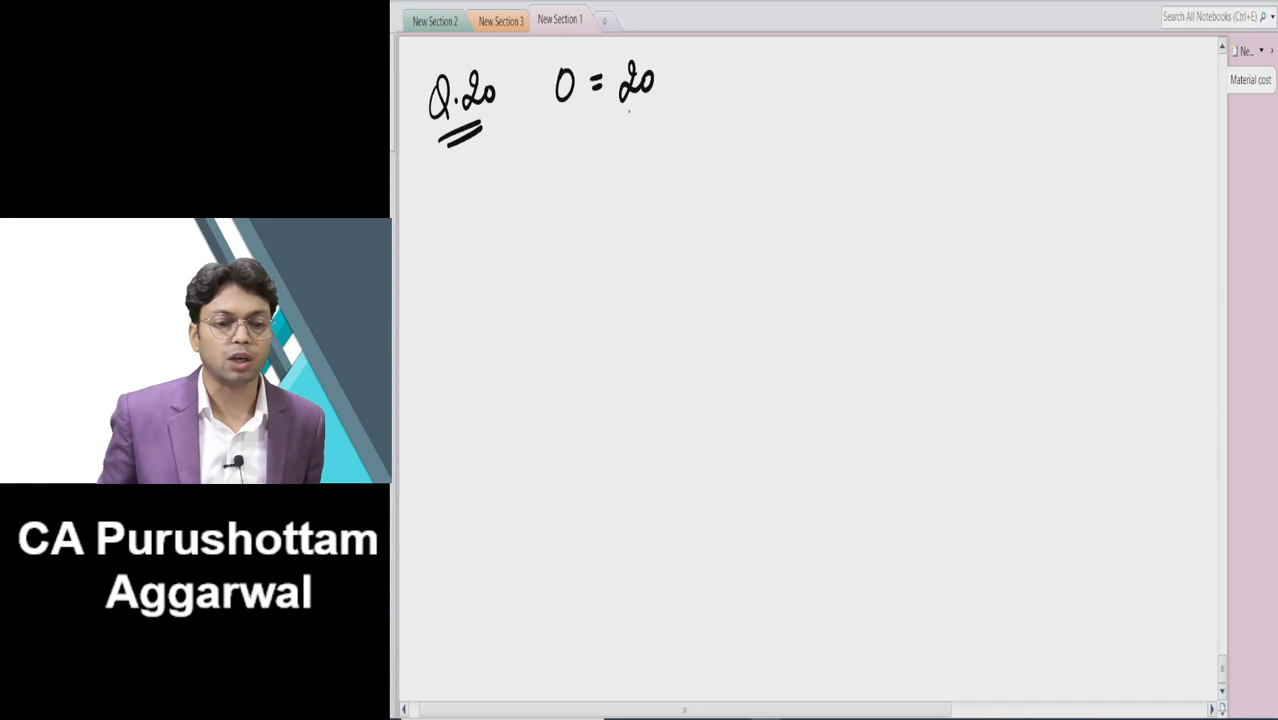 New Section 2 New Section 3 New Section 1
Search All Notebooks (Ctrl+E)
Ne...
Material cost
Q.20 O = 20
CA Purushottam
Aggarwal